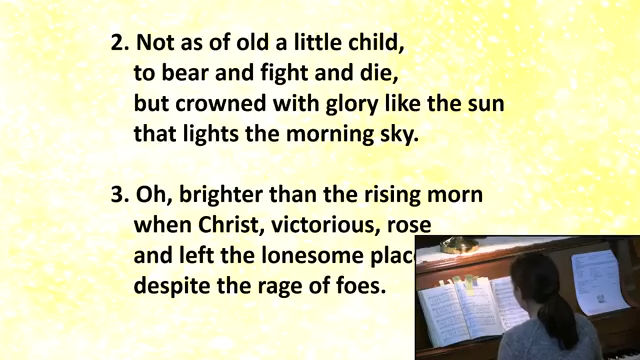 2. Not as of old a little child,
to bear and fight and die,
but crowned with glory like the sun
that lights the morning sky.
3. Oh, brighter than the rising morn
when Christ, victorious, rose
and left the lonesome
despite the rage of foes.